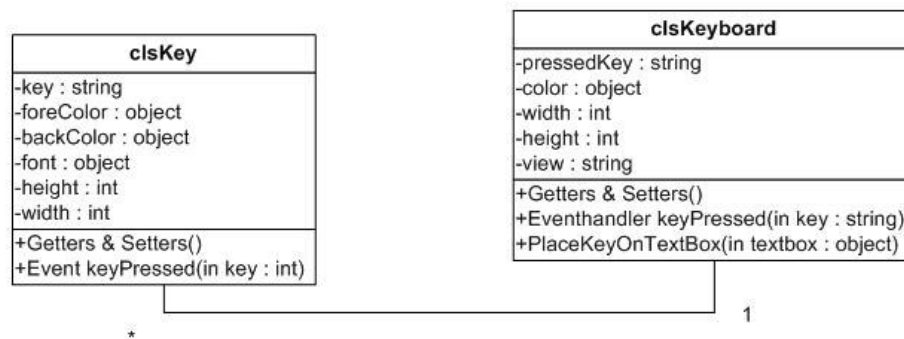 clsKey
-key : string
-foreColor : object
-backColor : object
-font : object
-height : int
-width : int
+Getters & Setters()
+Event keyPressed(in key : int)
*
clsKeyboard
-pressedKey : string
-color : object
-width : int
-height : int
-view : string
+Getters & Setters()
+Eventhandler keyPressed(in key : string)
+PlaceKeyOnTextBox(in textbox : object)
1